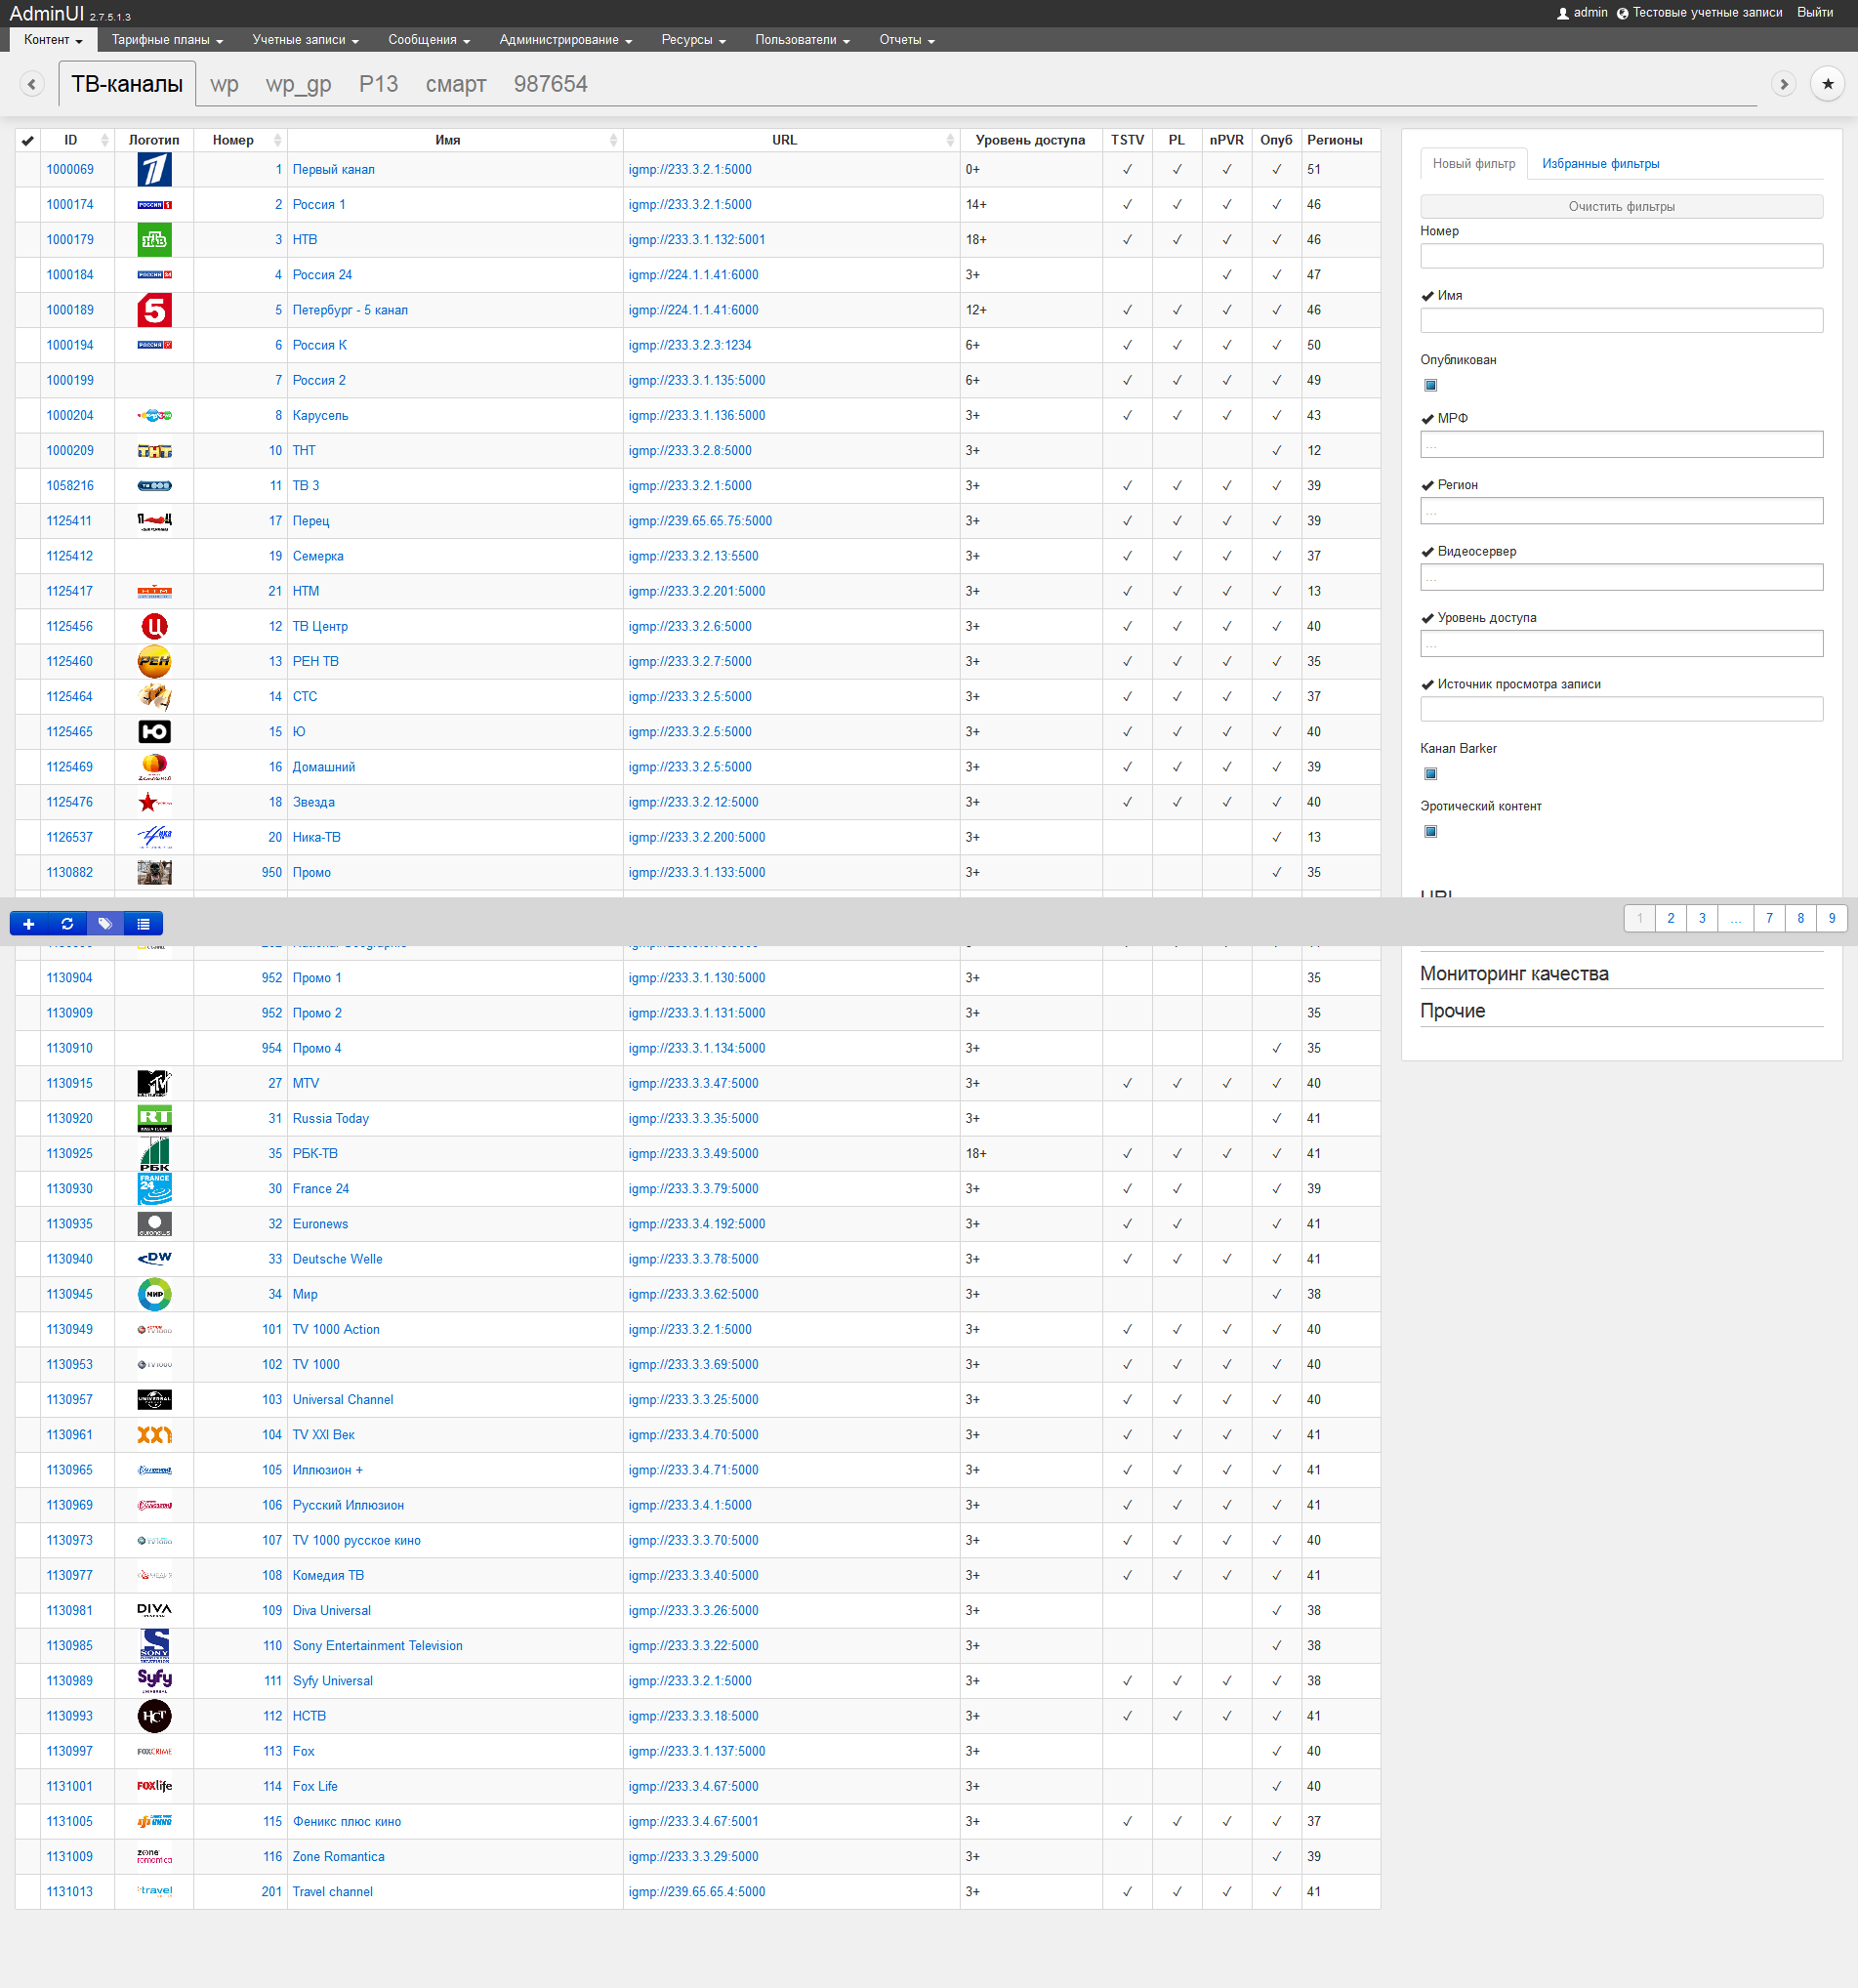 AdminUI 2.7.5.1.3
admin Тестовые учетные записи Выйти
Контент Тарифные планы Учетные записи Сообщения Администрирование Ресурсы Пользователи Отчеты
ТВ-каналы wp wp_gp P13 смарт 987654
ID Логотип Номер Имя URL Уровень доступа TSTV PL nPVR Опуб Регионы
1000069 1 Первый канал igmp://233.3.2.1:5000 0+ ✓ ✓ ✓ ✓ 51
1000174 РОССИЯ 1 2 Россия 1 igmp://233.3.2.1:5000 14+ ✓ ✓ ✓ ✓ 46
1000179 НТВ 3 НТВ igmp://233.3.1.132:5001 18+ ✓ ✓ ✓ ✓ 46
1000184 РОССИЯ 24 4 Россия 24 igmp://224.1.1.41:6000 3+ ✓ ✓ 47
1000189 5 5 Петербург - 5 канал igmp://224.1.1.41:6000 12+ ✓ ✓ ✓ ✓ 46
1000194 РОССИЯ 6 Россия К igmp://233.3.2.3:1234 6+ ✓ ✓ ✓ ✓ 50
1000199 7 Россия 2 igmp://233.3.1.135:5000 6+ ✓ ✓ ✓ ✓ 49
1000204 8 Карусель igmp://233.3.1.136:5000 3+ ✓ ✓ ✓ ✓ 43
1000209 ТНТ 10 ТНТ igmp://233.3.2.8:5000 3+ ✓ 12
1058216 11 ТВ 3 igmp://233.3.2.1:5000 3+ ✓ ✓ ✓ ✓ 39
1125411 17 Перец igmp://239.65.65.75:5000 3+ ✓ ✓ ✓ ✓ 39
1125412 19 Семерка igmp://233.3.2.13:5500 3+ ✓ ✓ ✓ ✓ 37
1125417 НТМ 21 НТМ igmp://233.3.2.201:5000 3+ ✓ ✓ ✓ ✓ 13
1125456 Ц 12 ТВ Центр igmp://233.3.2.6:5000 3+ ✓ ✓ ✓ ✓ 40
1125460 РЕН 13 РЕН ТВ igmp://233.3.2.7:5000 3+ ✓ ✓ ✓ ✓ 35
1125464 14 СТС igmp://233.3.2.5:5000 3+ ✓ ✓ ✓ ✓ 37
1125465 Ю 15 Ю igmp://233.3.2.5:5000 3+ ✓ ✓ ✓ ✓ 40
1125469 16 Домашний igmp://233.3.2.5:5000 3+ ✓ ✓ ✓ ✓ 39
1125476 18 Звезда igmp://233.3.2.12:5000 3+ ✓ ✓ ✓ ✓ 40
1126537 Ника 20 Ника-ТВ igmp://233.3.2.200:5000 3+ ✓ 13
1130882 950 Промо igmp://233.3.1.133:5000 3+ ✓ 35
1130904 952 Промо 1 igmp://233.3.1.130:5000 3+ 35
1130909 952 Промо 2 igmp://233.3.1.131:5000 3+ 35
1130910 954 Промо 4 igmp://233.3.1.134:5000 3+ ✓ 35
1130915 MTV 27 MTV igmp://233.3.3.47:5000 3+ ✓ ✓ ✓ ✓ 40
1130920 RT 31 Russia Today igmp://233.3.3.35:5000 3+ ✓ 41
1130925 РБК 35 РБК-ТВ igmp://233.3.3.49:5000 18+ ✓ ✓ ✓ ✓ 41
1130930 FRANCE 24 30 France 24 igmp://233.3.3.79:5000 3+ ✓ ✓ ✓ 39
1130935 euronews 32 Euronews igmp://233.3.4.192:5000 3+ ✓ ✓ ✓ 41
1130940 DW 33 Deutsche Welle igmp://233.3.3.78:5000 3+ ✓ ✓ ✓ ✓ 41
1130945 МИР 34 Мир igmp://233.3.3.62:5000 3+ ✓ 38
1130949 TV1000 101 TV 1000 Action igmp://233.3.2.1:5000 3+ ✓ ✓ ✓ ✓ 40
1130953 TV1000 102 TV 1000 igmp://233.3.3.69:5000 3+ ✓ ✓ ✓ ✓ 40
1130957 UNIVERSAL 103 Universal Channel igmp://233.3.3.25:5000 3+ ✓ ✓ ✓ ✓ 40
1130961 XXI 104 TV XXI Век igmp://233.3.4.70:5000 3+ ✓ ✓ ✓ ✓ 41
1130965 105 Иллюзион + igmp://233.3.4.71:5000 3+ ✓ ✓ ✓ ✓ 41
1130969 106 Русский Иллюзион igmp://233.3.4.1:5000 3+ ✓ ✓ ✓ ✓ 41
1130973 TV1000 107 TV 1000 русское кино igmp://233.3.3.70:5000 3+ ✓ ✓ ✓ ✓ 40
1130977 108 Комедия ТВ igmp://233.3.3.40:5000 3+ ✓ ✓ ✓ ✓ 41
1130981 DIVA 109 Diva Universal igmp://233.3.3.26:5000 3+ ✓ 38
1130985 SONY 110 Sony Entertainment Television igmp://233.3.3.22:5000 3+ ✓ 38
1130989 Syfy 111 Syfy Universal igmp://233.3.2.1:5000 3+ ✓ ✓ ✓ ✓ 38
1130993 НСТ 112 НСТВ igmp://233.3.3.18:5000 3+ ✓ ✓ ✓ ✓ 41
1130997 FOXCRIME 113 Fox igmp://233.3.1.137:5000 3+ ✓ 40
1131001 FOXlife 114 Fox Life igmp://233.3.4.67:5000 3+ ✓ 40
1131005 115 Феникс плюс кино igmp://233.3.4.67:5001 3+ ✓ ✓ ✓ ✓ 37
1131009 zone romantica 116 Zone Romantica igmp://233.3.3.29:5000 3+ ✓ 39
1131013 travel 201 Travel channel igmp://239.65.65.4:5000 3+ ✓ ✓ ✓ ✓ 41
Новый фильтр Избранные фильтры
Очистить фильтры
Номер
Имя
Опубликован
МРФ
...
Регион
...
Видеосервер
...
Уровень доступа
...
Источник просмотра записи
Канал Barker
Эротический контент
URL
1 2 3 ... 7 8 9
Мониторинг качества
Прочие